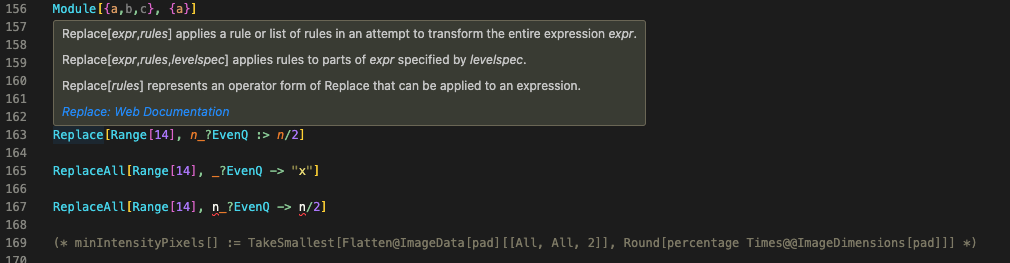 156 Module[{a,b,c}, {a}]
157
Replace[expr,rules] applies a rule or list of rules in an attempt to transform the entire expression expr.
158
159
Replace[expr,rules,levelspec] applies rules to parts of expr specified by levelspec.
160
Replace[rules] represents an operator form of Replace that can be applied to an expression.
161
162
Replace: Web Documentation
163 Replace[Range[14], n_?EvenQ :> n/2]
164
165 ReplaceAll[Range[14], _?EvenQ -> "x"]
166
167 ReplaceAll[Range[14], n_?EvenQ -> n/2]
168
169 (* minIntensityPixels[] := TakeSmallest[Flatten@ImageData[pad][[All, All, 2]], Round[percentage Times@@ImageDimensions[pad]]] *)
170